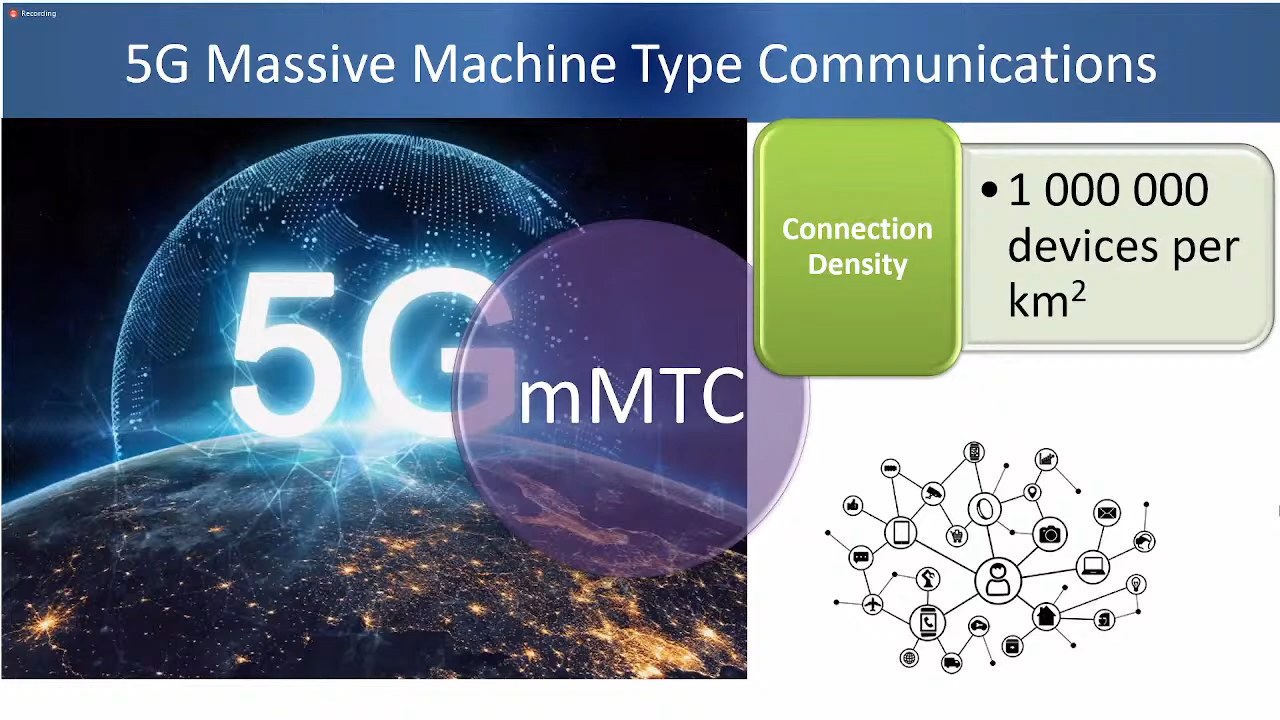 Recording
5G Massive Machine Type Communications
5G
mMTC
Connection
Density
• 1 000 000
devices per
km²